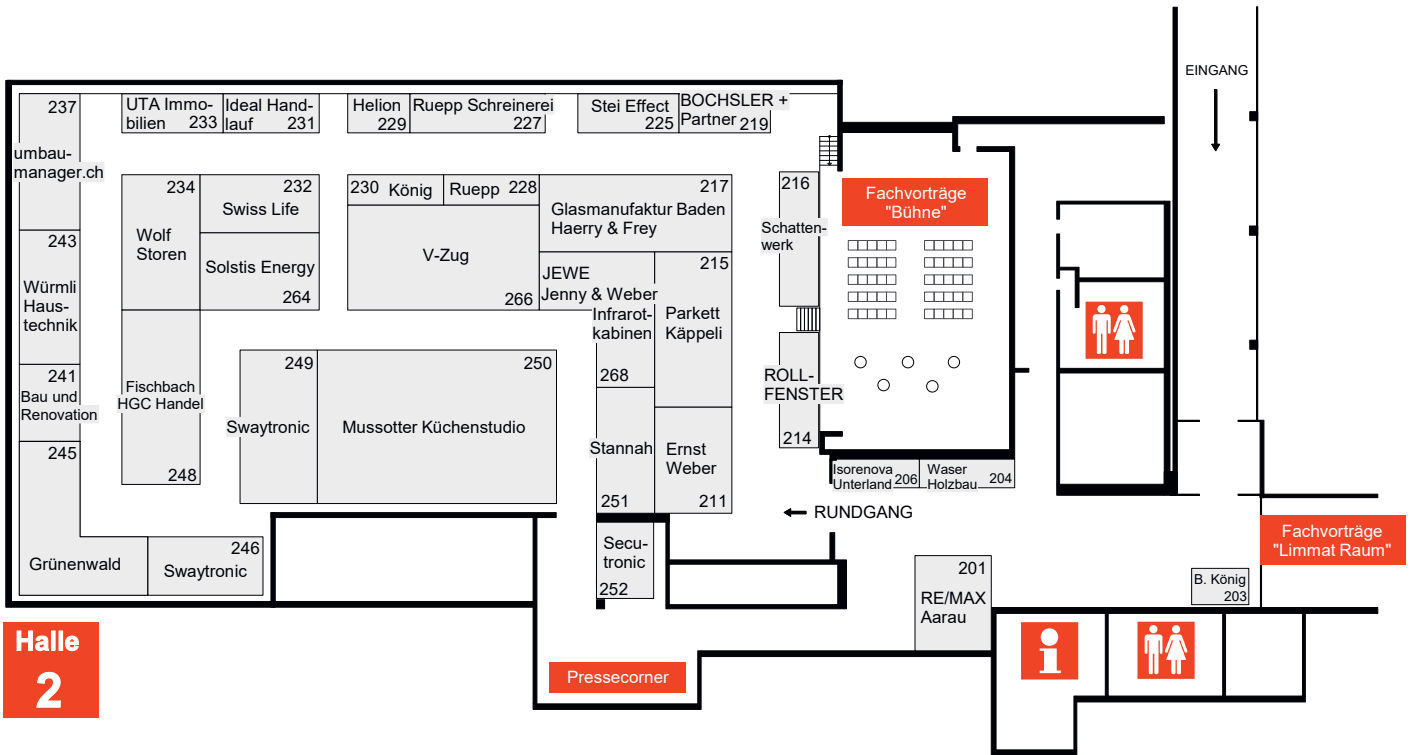 EINGANG
237
umbau-
manager.ch
UTA Immo-
bilien 233
Ideal Hand-
lauf 231
Helion
229
Ruepp Schreinerei
227
Stei Effect
225
BOCHSLER +
Partner 219
234
Wolf
Storen
232
Swiss Life
Solstis Energy
264
230 König
Ruepp 228
V-Zug
266
217
Glasmanufaktur Baden
Haerry & Frey
JEWE
Jenny & Weber
Infrarot-
kabinen
268
215
Parkett
Käppeli
216
Schatten-
werk
Fachvorträge
"Bühne"
243
Würmli
Haus-
technik
241
Bau und
Renovation
245
Grünenwald
246
Swaytronic
Fischbach
HGC Handel
248
249
Swaytronic
250
Mussotter Küchenstudio
Stannah
251
Ernst
Weber
211
ROLL-
FENSTER
214
Isorenova
Unterland 206
Waser
Holzbau 204
RUNDGANG
Secu-
tronic
252
201
RE/MAX
Aarau
B. König
203
Fachvorträge
"Limmat Raum"
Pressecorner
Halle
2